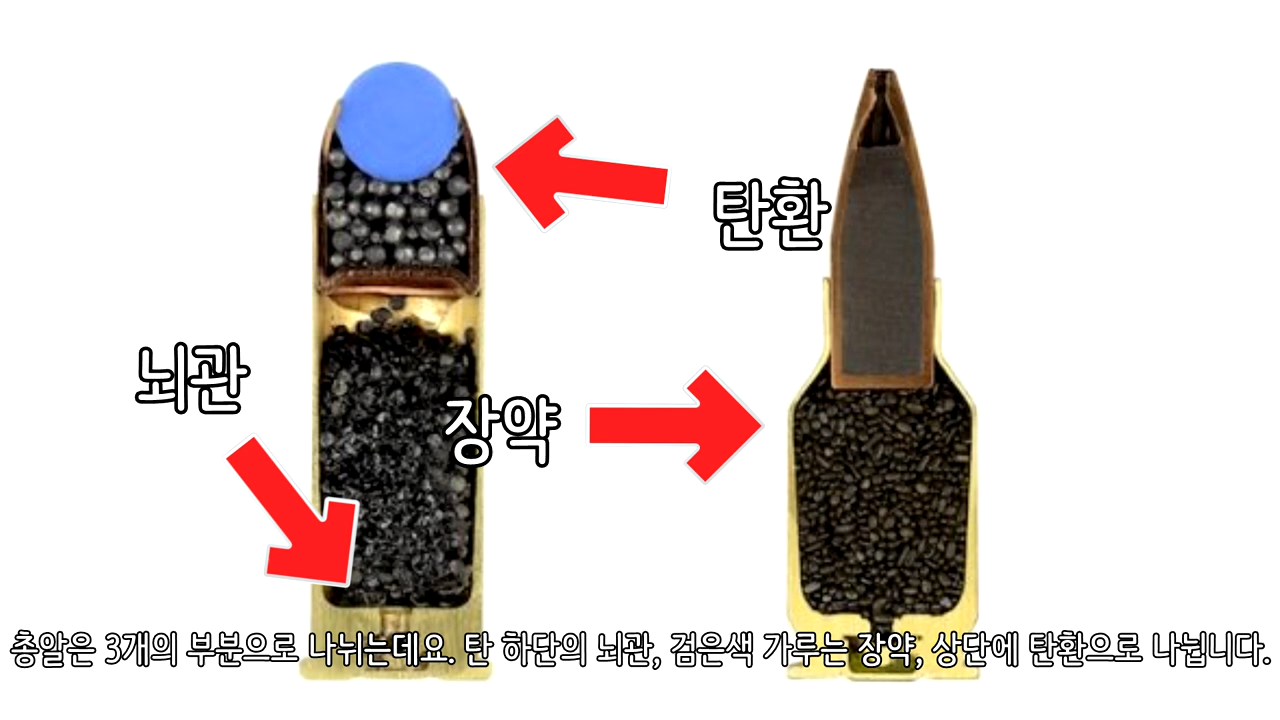 탄환
뇌관
장약
총알은 3개의 부분으로 나뉘는데요. 탄 하단의 뇌관, 검은색 가루는 장약, 상단에 탄환으로 나눕니다.